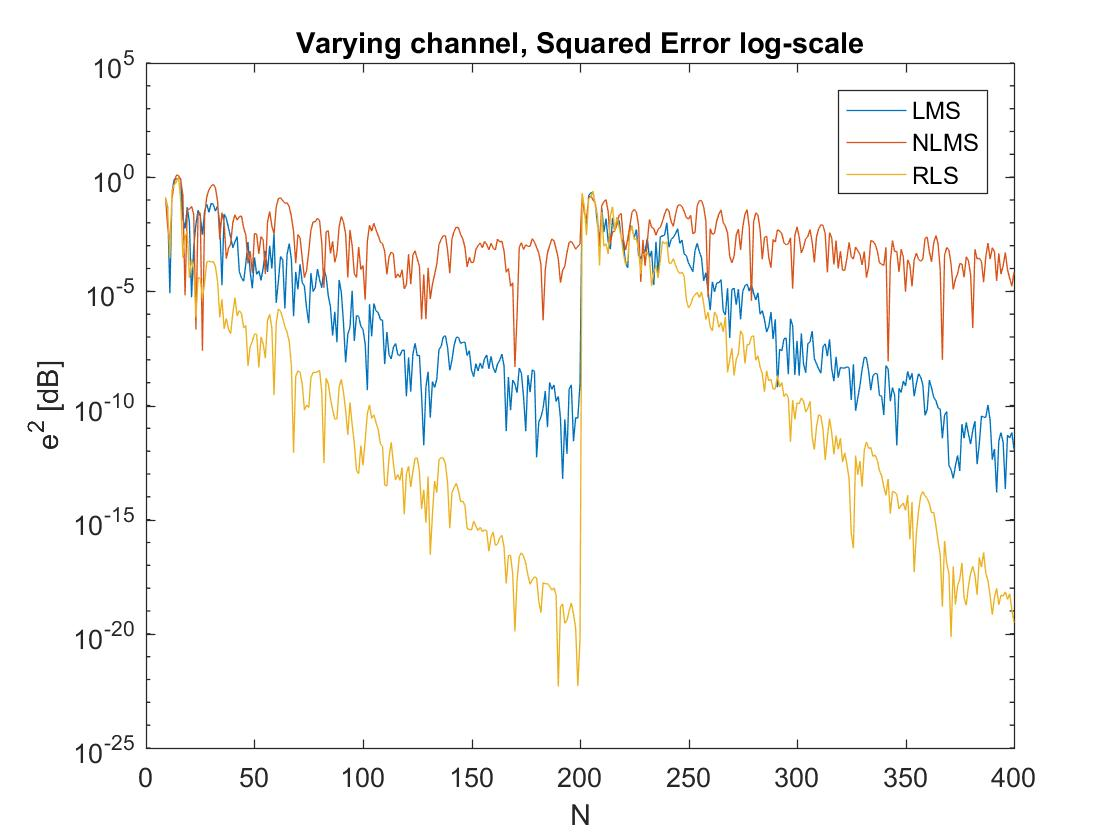 Varying channel, Squared Error log-scale
10^5
10^0
10^-5
10^-10
10^-15
10^-20
10^-25
e^2 [dB]
LMS
NLMS
RLS
0 50 100 150 200 250 300 350 400
N